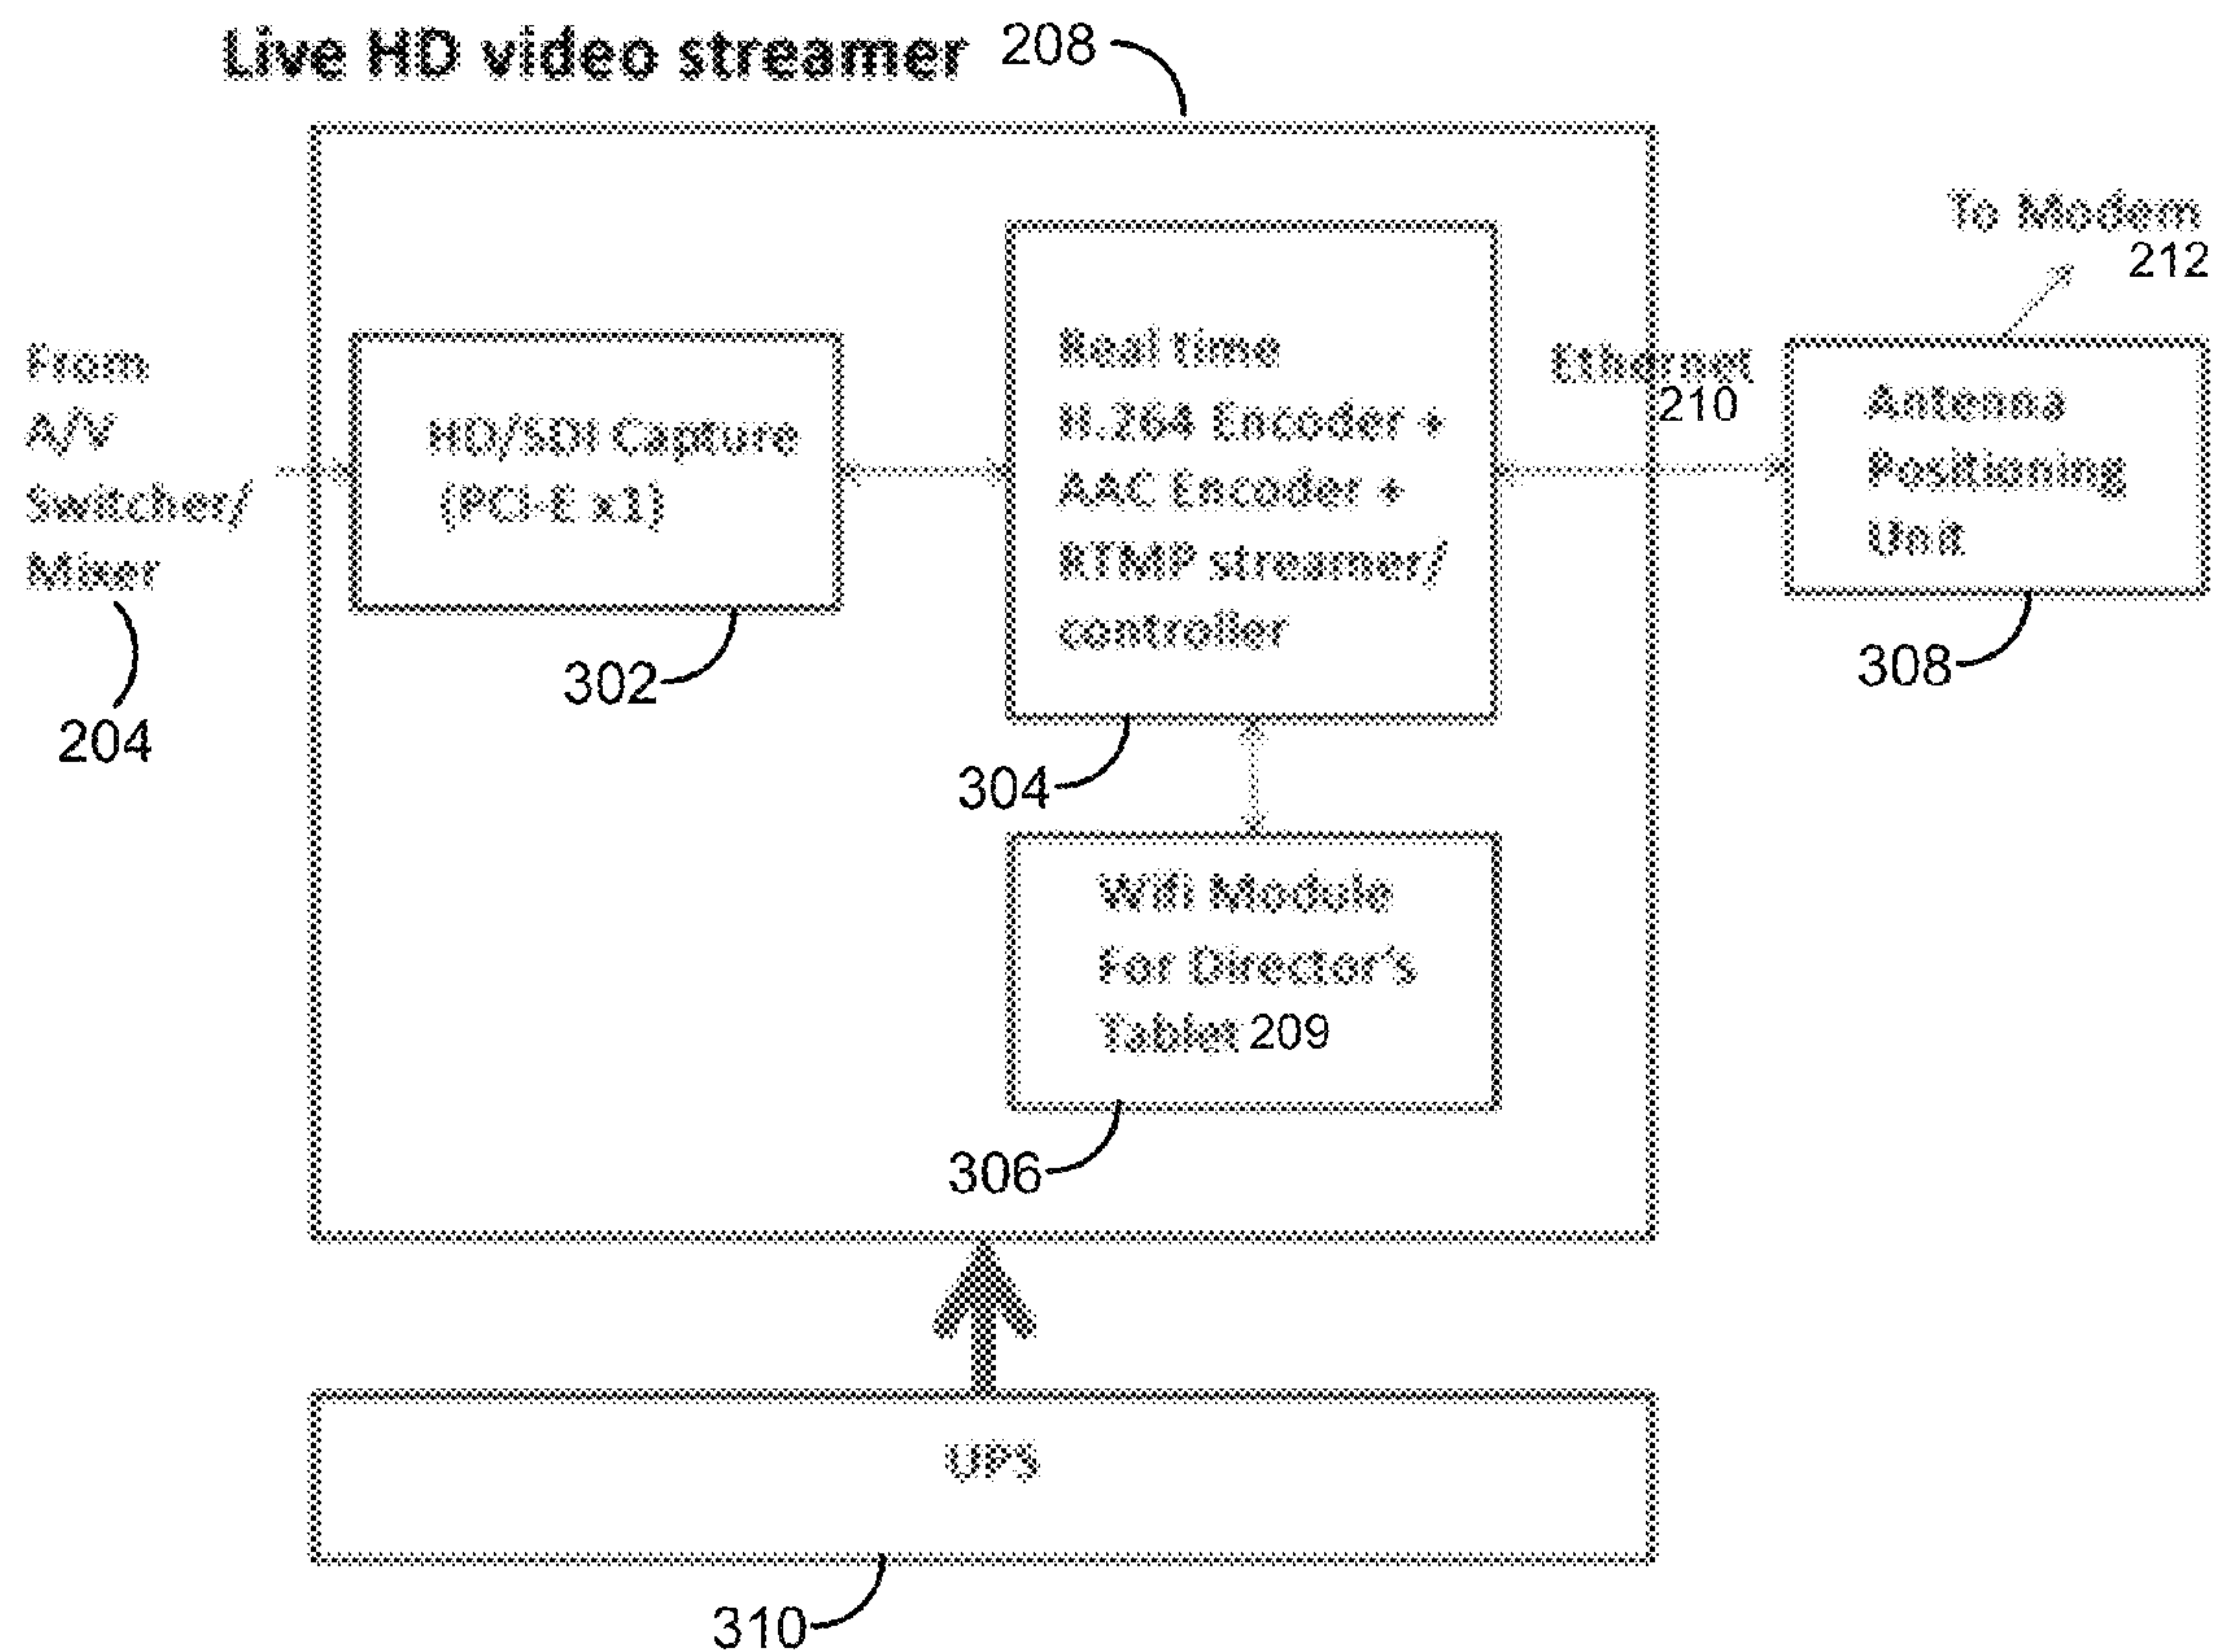 Live HD video streamer 208
To Modem
212
From
A/V
Switcher/
Mixer
204
HD/SDI Capture
(PCI-E x1)
302
Real time
H.264 Encoder +
AAC Encoder +
RTMP streamer/
controller
304
Ethernet
210
Antenna
Positioning
Unit
308
Wifi Module
For Director's
Tablet 209
306
UPS
310